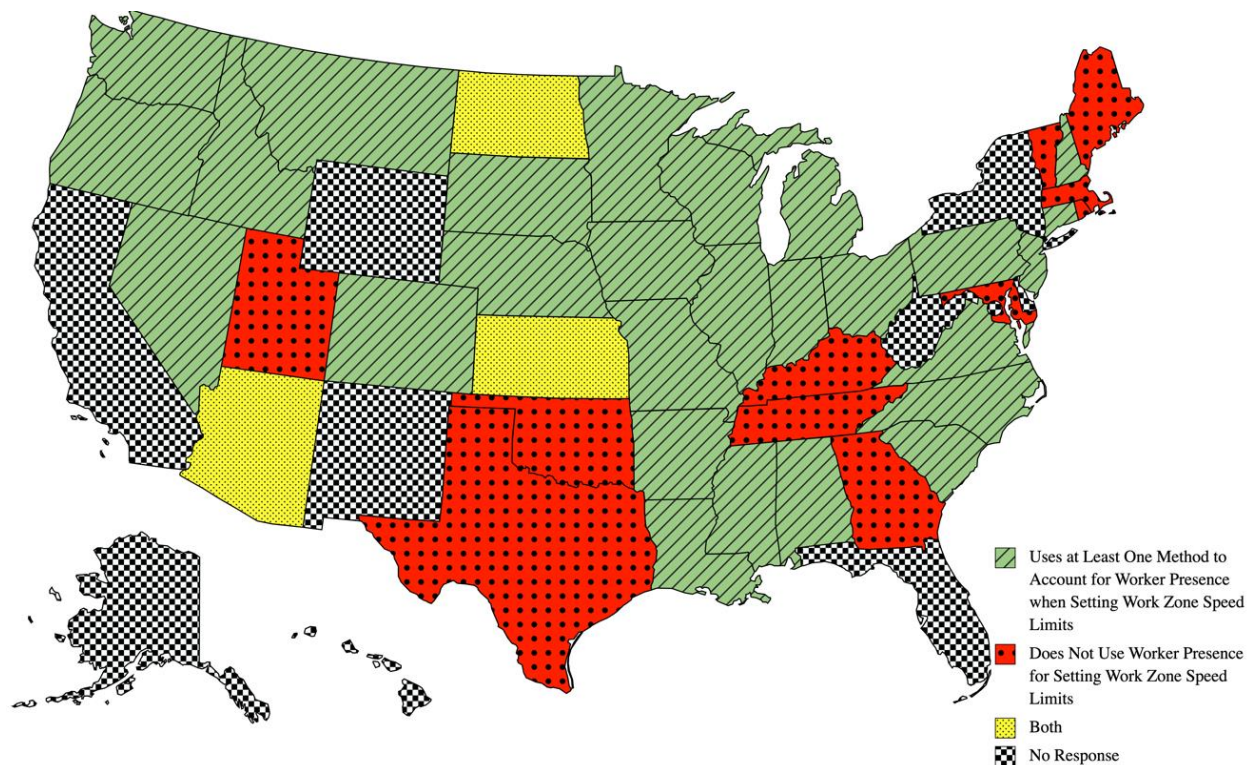 Uses at Least One Method to
Account for Worker Presence
when Setting Work Zone Speed
Limits
Does Not Use Worker Presence
for Setting Work Zone Speed
Limits
Both
No Response